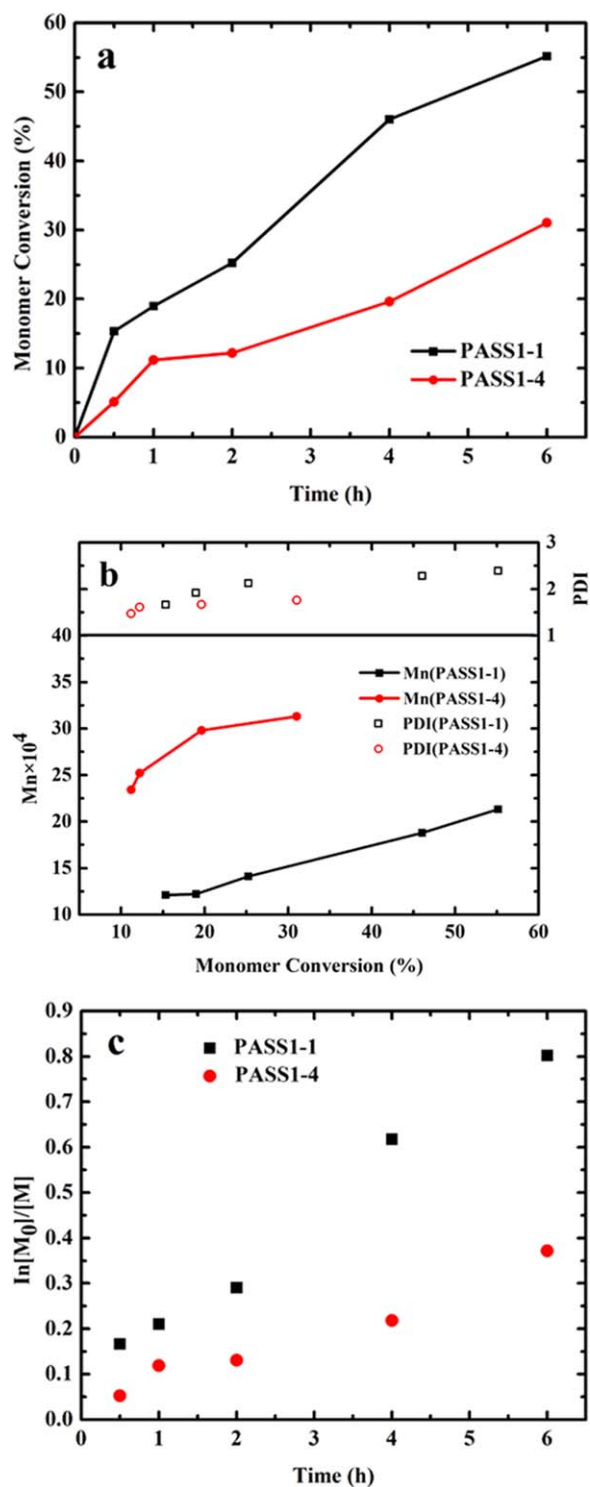 a
60
50
40
30
20
10
0
Monomer Conversion (%)
PASS1-1
PASS1-4
0 1 2 3 4 5 6
Time (h)
b
3
2
1
PDI
40
35
30
25
20
15
10
Mn×10⁴
Mn(PASS1-1)
Mn(PASS1-4)
PDI(PASS1-1)
PDI(PASS1-4)
10 20 30 40 50 60
Monomer Conversion (%)
c
0.9
0.8
0.7
0.6
0.5
0.4
0.3
0.2
0.1
0.0
In[M₀]/[M]
PASS1-1
PASS1-4
0 1 2 3 4 5 6
Time (h)